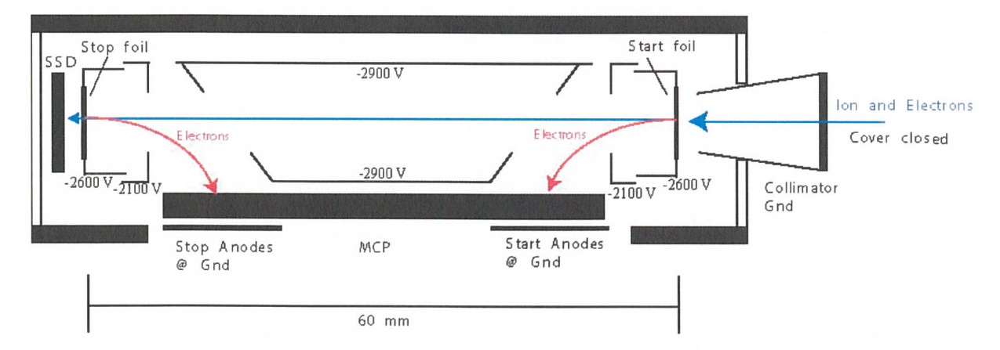 Stop foil
Start foil
SSD
-2900 V
Ion and Electrons
Electrons
Electrons
Cover closed
-2900 V
-2600 V
-2100 V
-2100 V
-2600 V
Collimator
Gnd
Stop Anodes
@ Gnd
MCP
Start Anodes
@ Gnd
60 mm